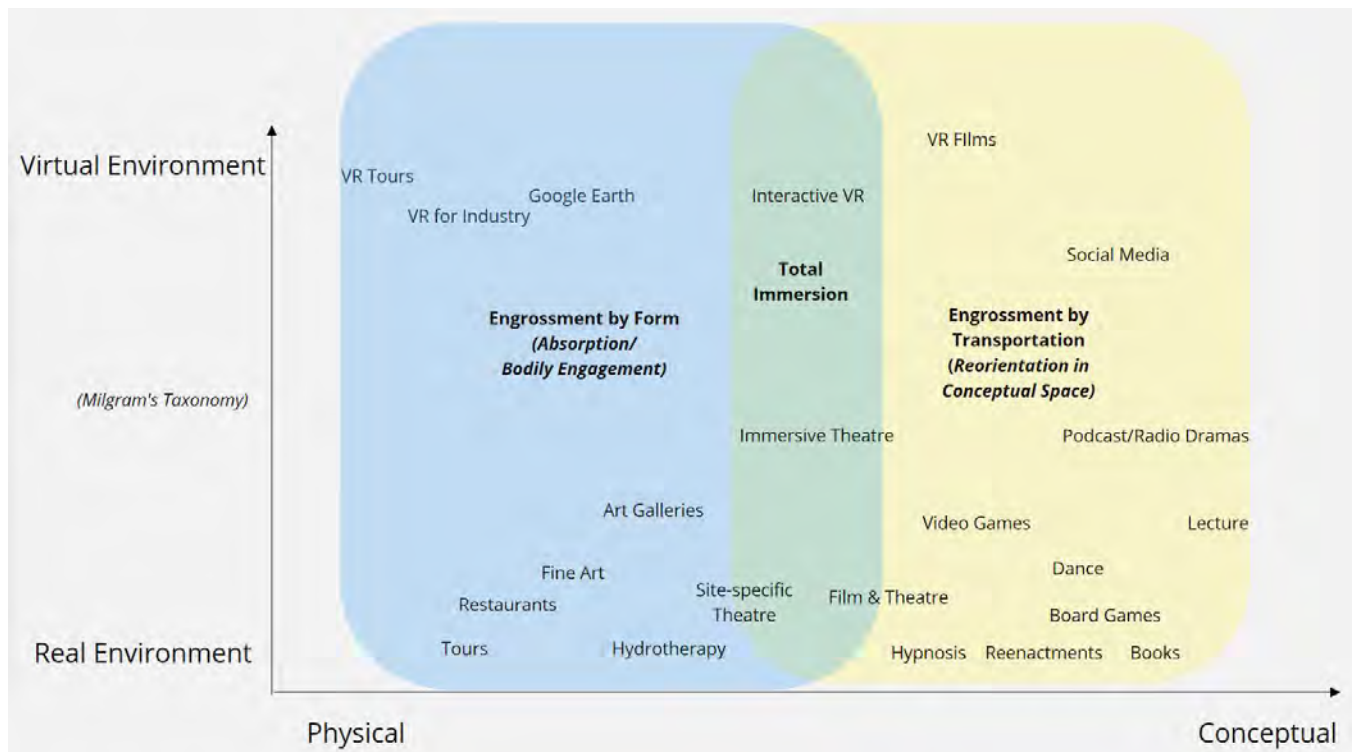 VR FIlms
Virtual Environment
VR Tours
Google Earth
Interactive VR
VR for Industry
Social Media
Total
Immersion
Engrossment by Form
(Absorption/
Bodily Engagement)
Engrossment by
Transportation
(Reorientation in
Conceptual Space)
(Milgram's Taxonomy)
Immersive Theatre
Podcast/Radio Dramas
Art Galleries
Video Games
Lecture
Fine Art
Dance
Restaurants
Site-specific
Theatre
Film & Theatre
Board Games
Real Environment
Tours
Hydrotherapy
Hypnosis
Reenactments
Books
Physical
Conceptual